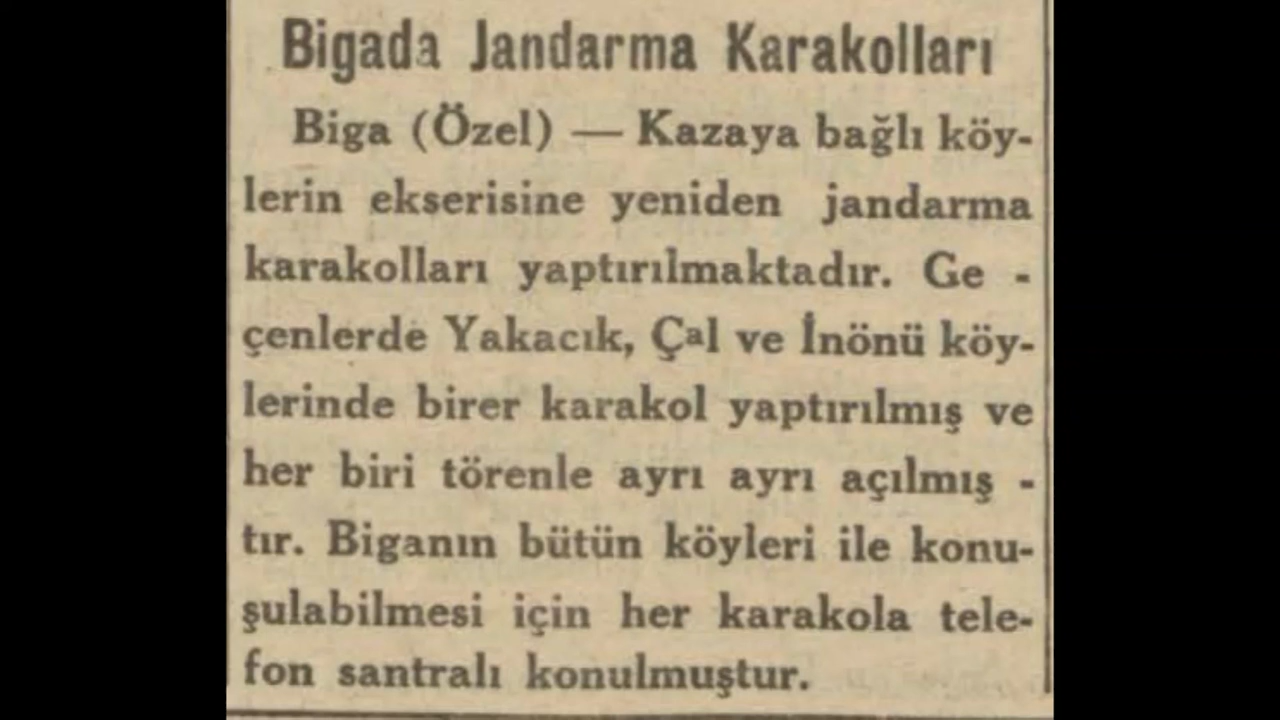 Bigada Jandarma Karakolları
Biga (Özel) — Kazaya bağlı köy-
lerin ekserisine yeniden jandarma
karakolları yaptırılmaktadır. Ge -
çenlerde Yakacık, Çal ve İnönü köy-
lerinde birer karakol yaptırılmış ve
her biri törenle ayrı ayrı açılmış -
tır. Biganın bütün köyleri ile konu-
şulabilmesi için her karakola tele-
fon santralı konulmuştur.